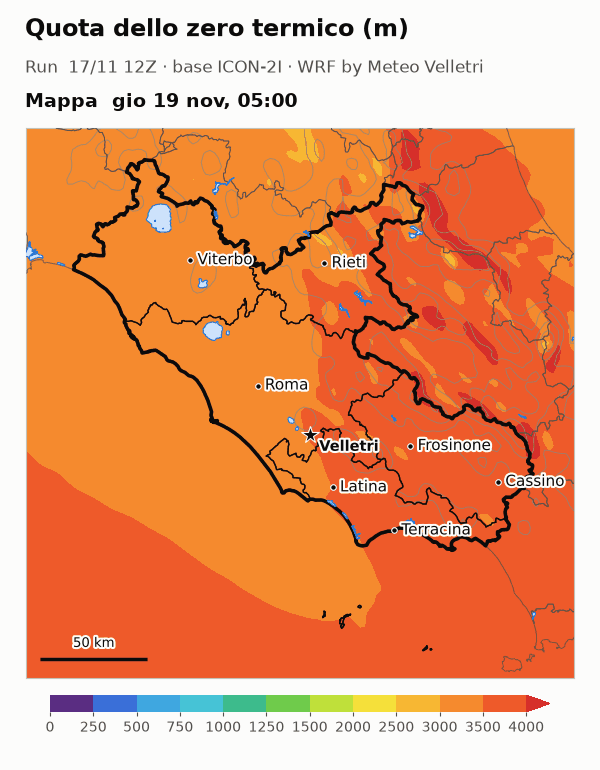 Quota dello zero termico (m)
Run  17/11 12Z · base ICON-2I · WRF by Meteo Velletri
Mappa  gio 19 nov, 05:00
Viterbo
Rieti
Roma
Velletri
Frosinone
Latina
Cassino
Terracina
50 km
0 250 500 750 1000 1250 1500 2000 2500 3000 3500 4000